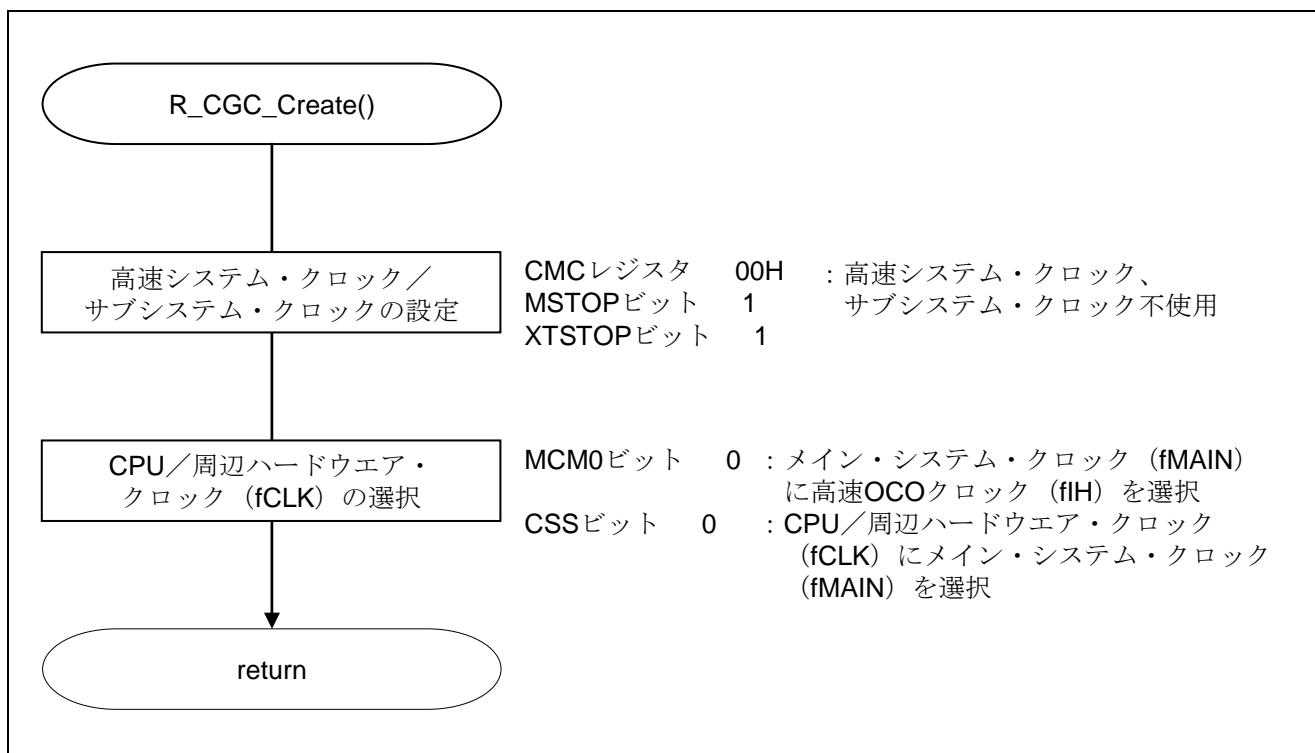 R_CGC_Create()
高速システム・クロック／
サブシステム・クロックの設定
CMCレジスタ 00H ：高速システム・クロック、
MSTOPビット 1 サブシステム・クロック不使用
XTSTOPビット 1
CPU／周辺ハードウエア・
クロック（fCLK）の選択
MCM0ビット 0 ：メイン・システム・クロック（fMAIN）
に高速OCOクロック（fIH）を選択
CSSビット 0 ：CPU／周辺ハードウエア・クロック
（fCLK）にメイン・システム・クロック
（fMAIN）を選択
return